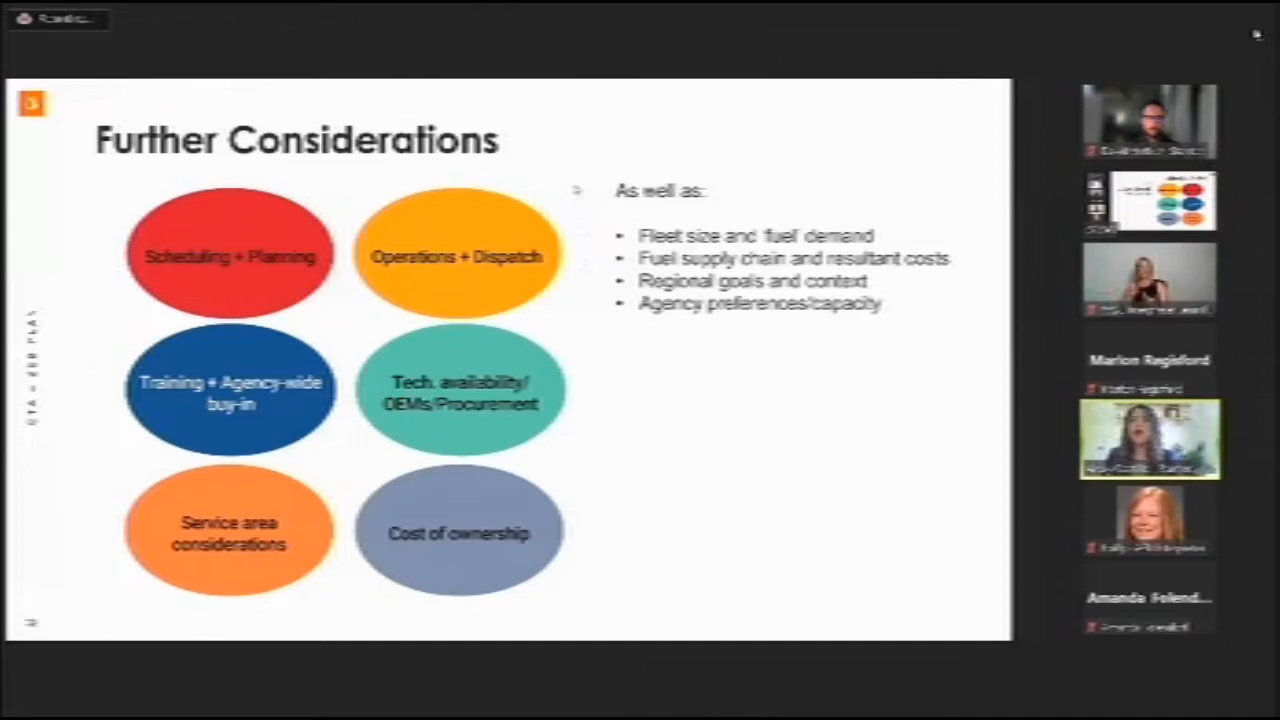 Further Considerations
Scheduling + Planning
Operations + Dispatch
Training + Agency-wide
buy-in
Tech. availability/
OEMs/Procurement
Service area
considerations
Cost of ownership
As well as:
• Fleet size and 'fuel' demand
• Fuel supply chain and resultant costs
• Regional goals and context
• Agency preferences/capacity
Marlon Regisford
Amanda Folend...